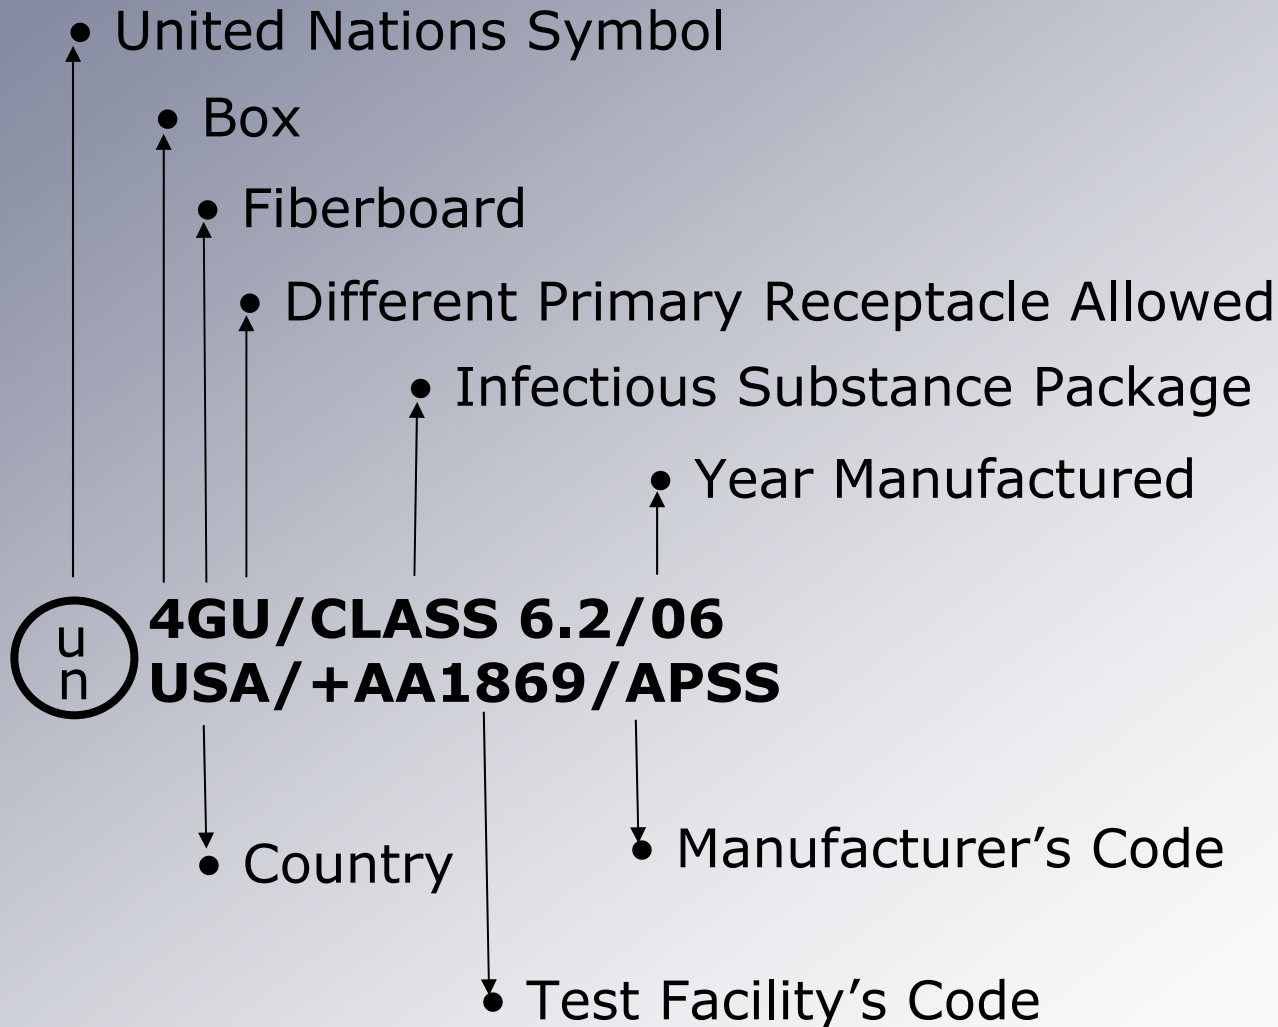 • United Nations Symbol
• Box
• Fiberboard
• Different Primary Receptacle Allowed
• Infectious Substance Package
• Year Manufactured
u
n
4GU/CLASS 6.2/06
USA/+AA1869/APSS
• Manufacturer’s Code
• Country
• Test Facility’s Code